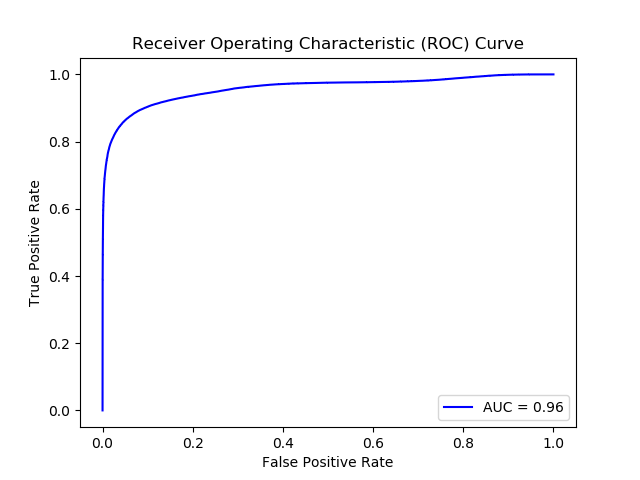 Receiver Operating Characteristic (ROC) Curve
1.0
0.8
0.6
0.4
0.2
0.0
True Positive Rate
AUC = 0.96
0.0 0.2 0.4 0.6 0.8 1.0
False Positive Rate